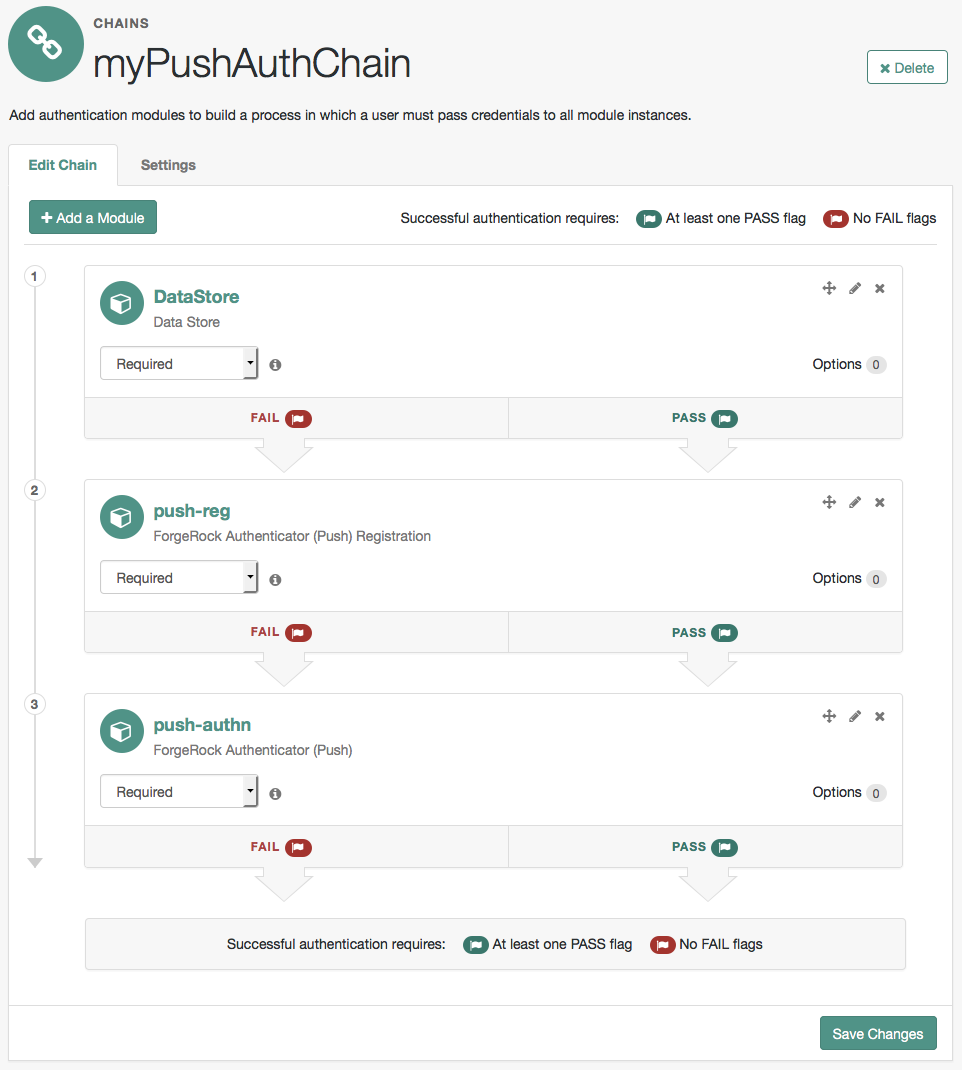 CHAINS
myPushAuthChain
Delete
Add authentication modules to build a process in which a user must pass credentials to all module instances.
Edit Chain Settings
Add a Module Successful authentication requires: At least one PASS flag No FAIL flags
1
DataStore
Data Store
Required Options 0
FAIL PASS
2
push-reg
ForgeRock Authenticator (Push) Registration
Required Options 0
FAIL PASS
3
push-authn
ForgeRock Authenticator (Push)
Required Options 0
FAIL PASS
Successful authentication requires: At least one PASS flag No FAIL flags
Save Changes